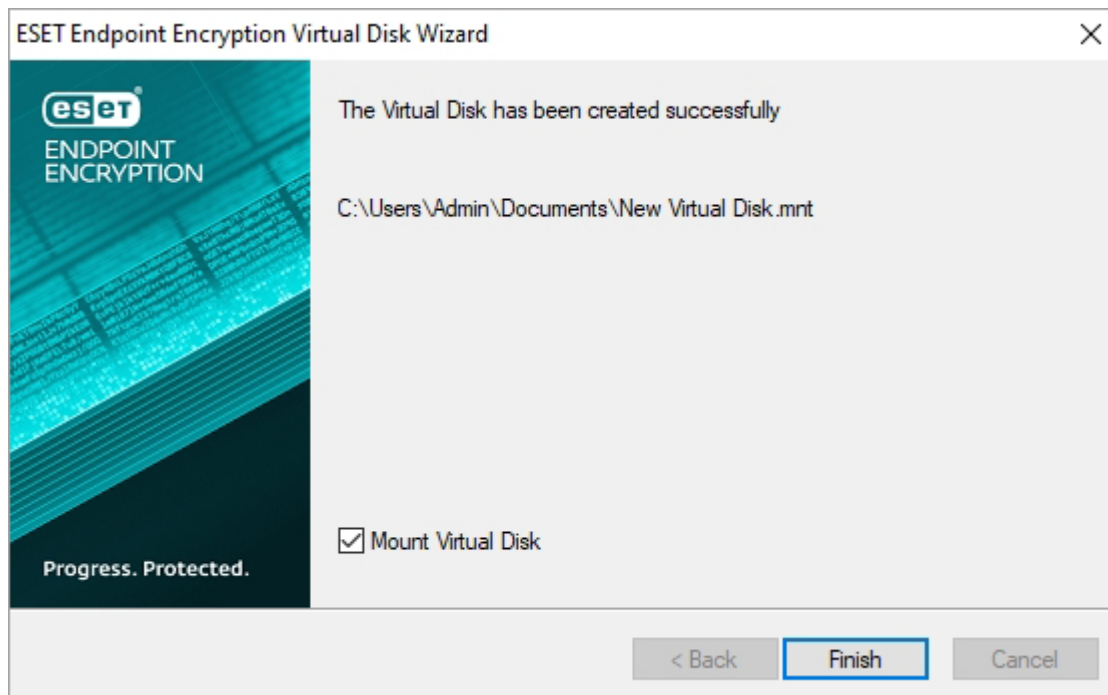 ESET Endpoint Encryption Virtual Disk Wizard
eseT
ENDPOINT
ENCRYPTION
The Virtual Disk has been created successfully
C:\Users\Admin\Documents\New Virtual Disk.mnt
Mount Virtual Disk
Progress. Protected.
< Back
Finish
Cancel